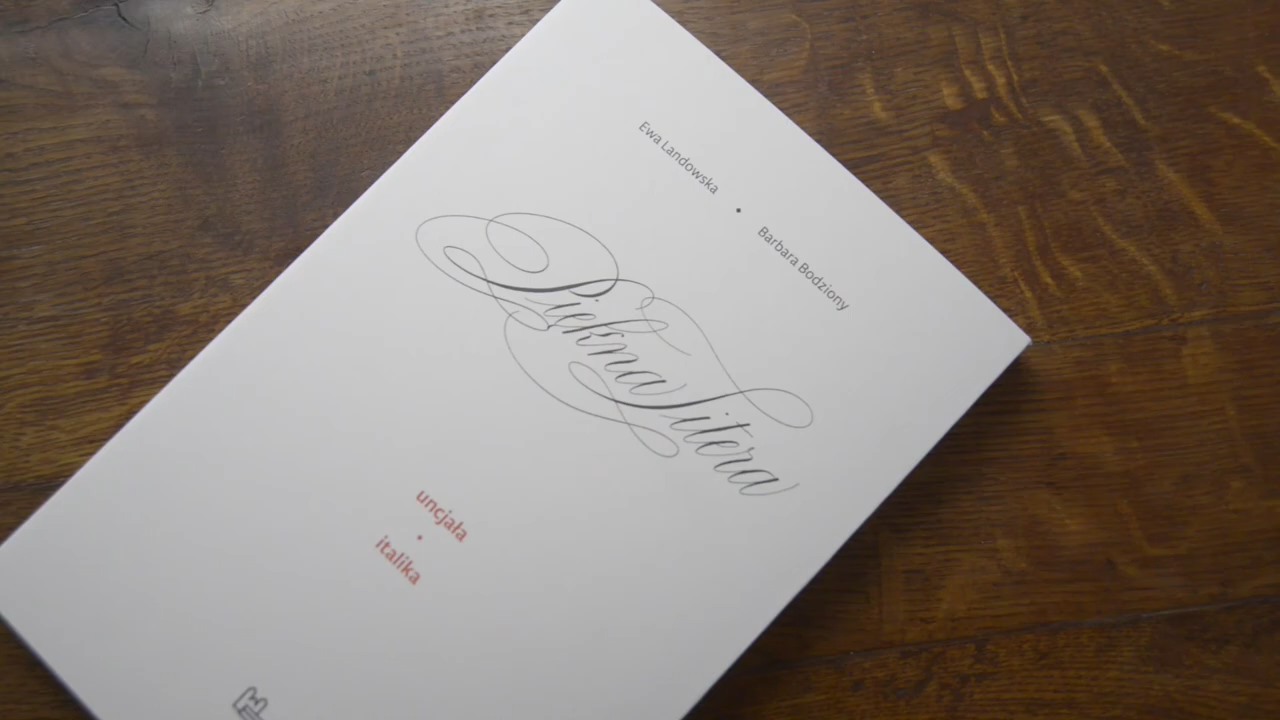 Ewa Landowska • Barbara Bodziony
Piękna Litera
uncjała
•
italika